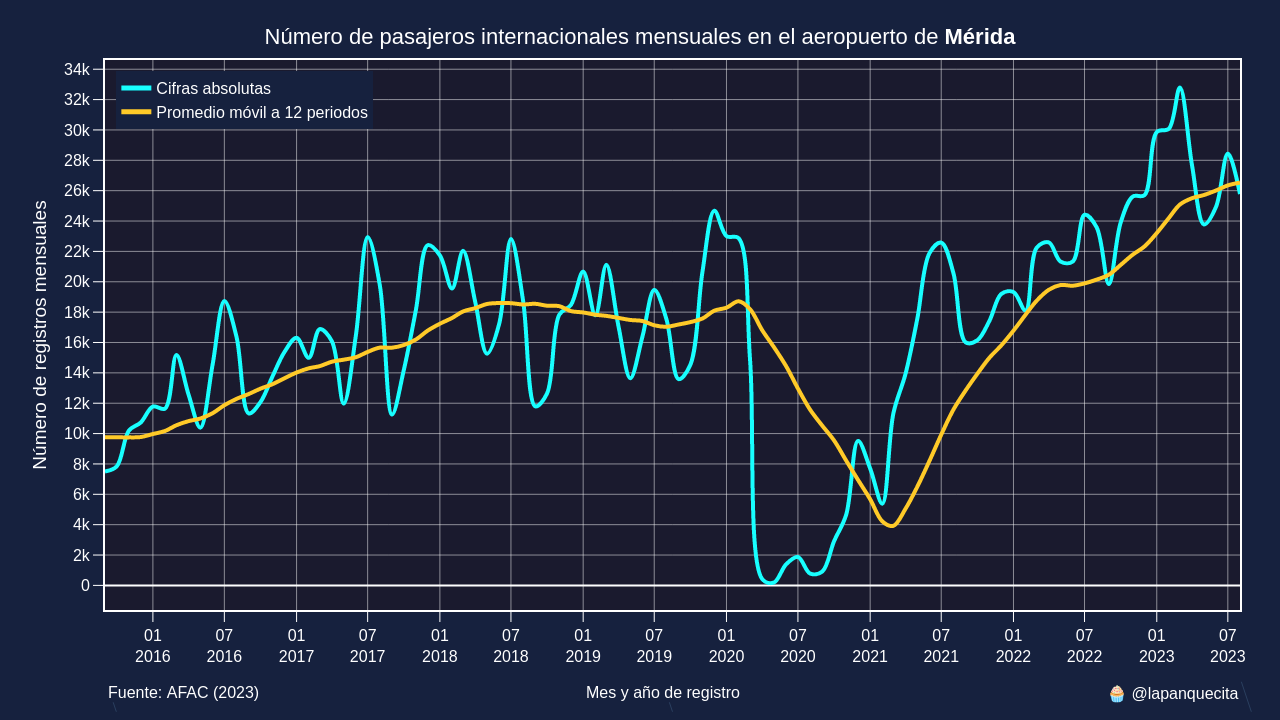 Número de pasajeros internacionales mensuales en el aeropuerto de Mérida
Cifras absolutas
Promedio móvil a 12 periodos
Número de registros mensuales
34k
32k
30k
28k
26k
24k
22k
20k
18k
16k
14k
12k
10k
8k
6k
4k
2k
0
01 07 01 07 01 07 01 07 01 07 01 07 01 07 01 07
2016 2016 2017 2017 2018 2018 2019 2019 2020 2020 2021 2021 2022 2022 2023 2023
Fuente: AFAC (2023) Mes y año de registro 🧁 @lapanquecita